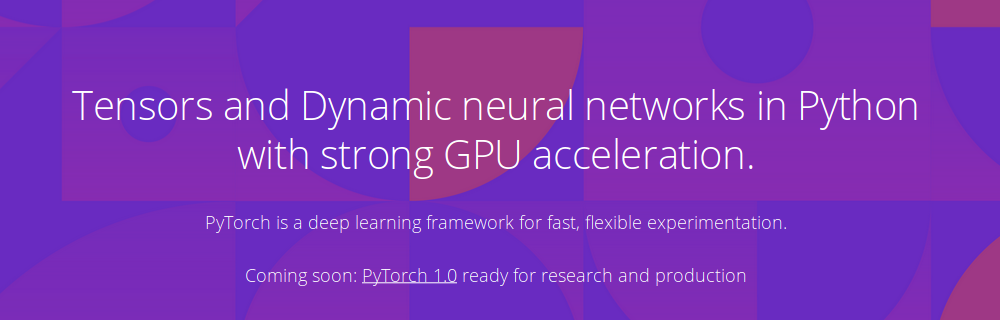 Tensors and Dynamic neural networks in Python
with strong GPU acceleration.
PyTorch is a deep learning framework for fast, flexible experimentation.
Coming soon: PyTorch 1.0 ready for research and production